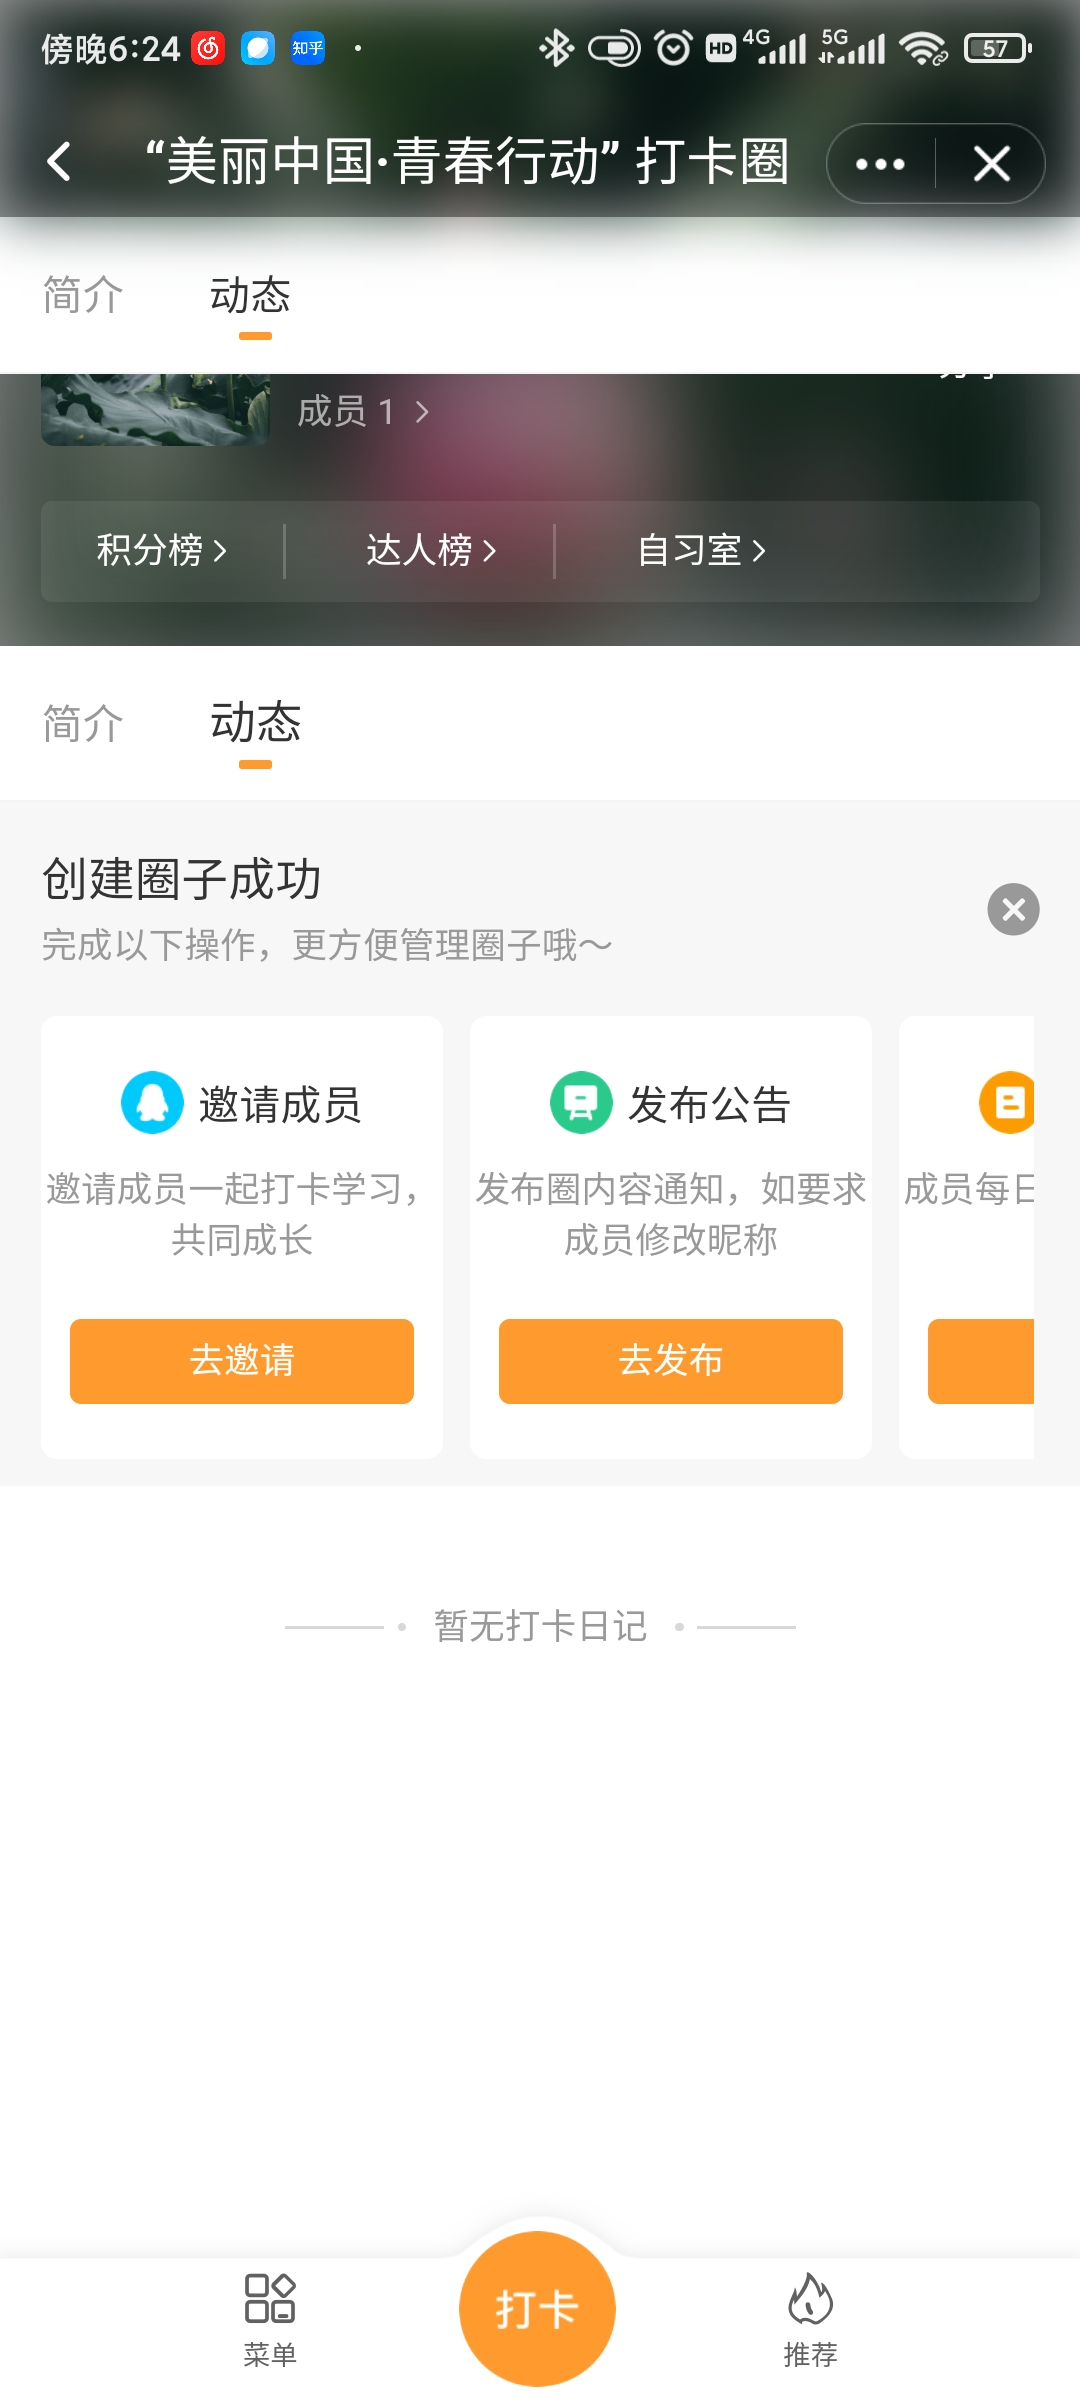 傍晚6:24 知乎 HD 4G 5G 57
“美丽中国·青春行动” 打卡圈
简介 动态
成员 1
积分榜 达人榜 自习室
简介 动态
创建圈子成功
完成以下操作，更方便管理圈子哦～
邀请成员
邀请成员一起打卡学习，
共同成长
去邀请
发布公告
发布圈内容通知，如要求
成员修改昵称
去发布
成员每日
暂无打卡日记
菜单
打卡
推荐